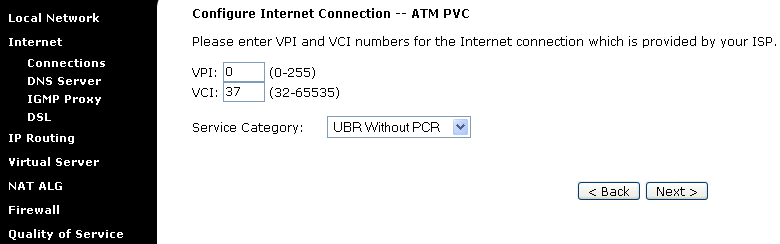 Local Network
Internet
Connections
DNS Server
IGMP Proxy
DSL
IP Routing
Virtual Server
NAT ALG
Firewall
Quality of Service
Configure Internet Connection -- ATM PVC
Please enter VPI and VCI numbers for the Internet connection which is provided by your ISP.
VPI: 0 (0-255)
VCI: 37 (32-65535)
Service Category: UBR Without PCR
< Back Next >